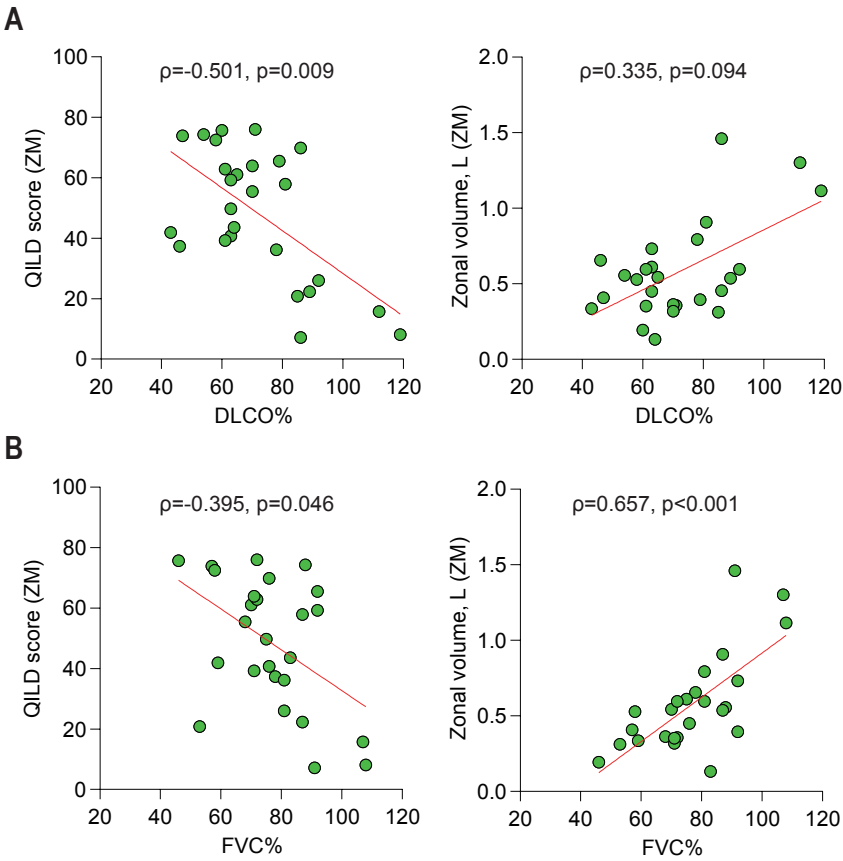 A
ρ=-0.501, p=0.009
QILD score (ZM)
100
80
60
40
20
0
20 40 60 80 100 120
DLCO%
ρ=0.335, p=0.094
Zonal volume, L (ZM)
2.0
1.5
1.0
0.5
0.0
20 40 60 80 100 120
DLCO%
B
ρ=-0.395, p=0.046
QILD score (ZM)
100
80
60
40
20
0
20 40 60 80 100 120
FVC%
ρ=0.657, p<0.001
Zonal volume, L (ZM)
2.0
1.5
1.0
0.5
0.0
20 40 60 80 100 120
FVC%